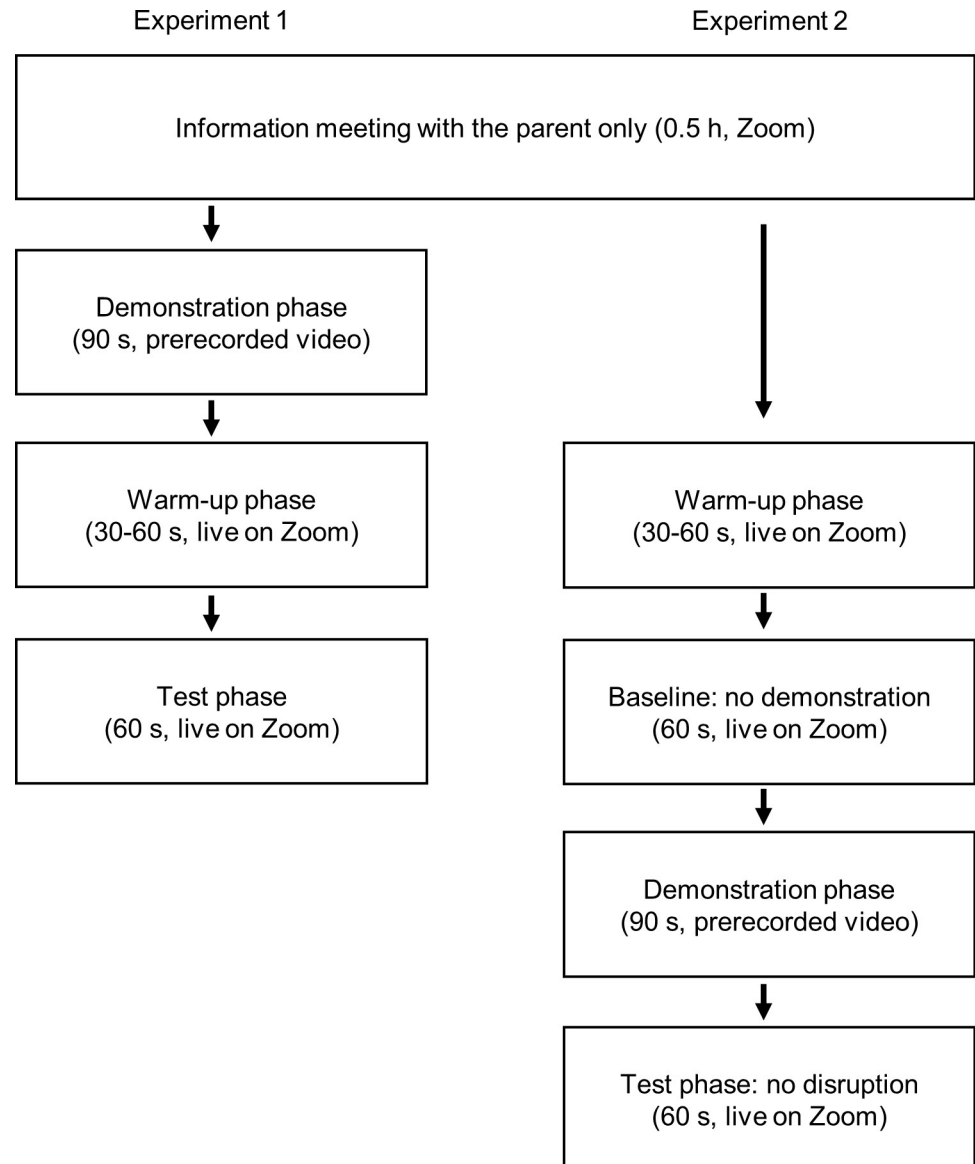 Experiment 1
Experiment 2
Information meeting with the parent only (0.5 h, Zoom)
Demonstration phase
(90 s, prerecorded video)
Warm-up phase
(30-60 s, live on Zoom)
Test phase
(60 s, live on Zoom)
Warm-up phase
(30-60 s, live on Zoom)
Baseline: no demonstration
(60 s, live on Zoom)
Demonstration phase
(90 s, prerecorded video)
Test phase: no disruption
(60 s, live on Zoom)